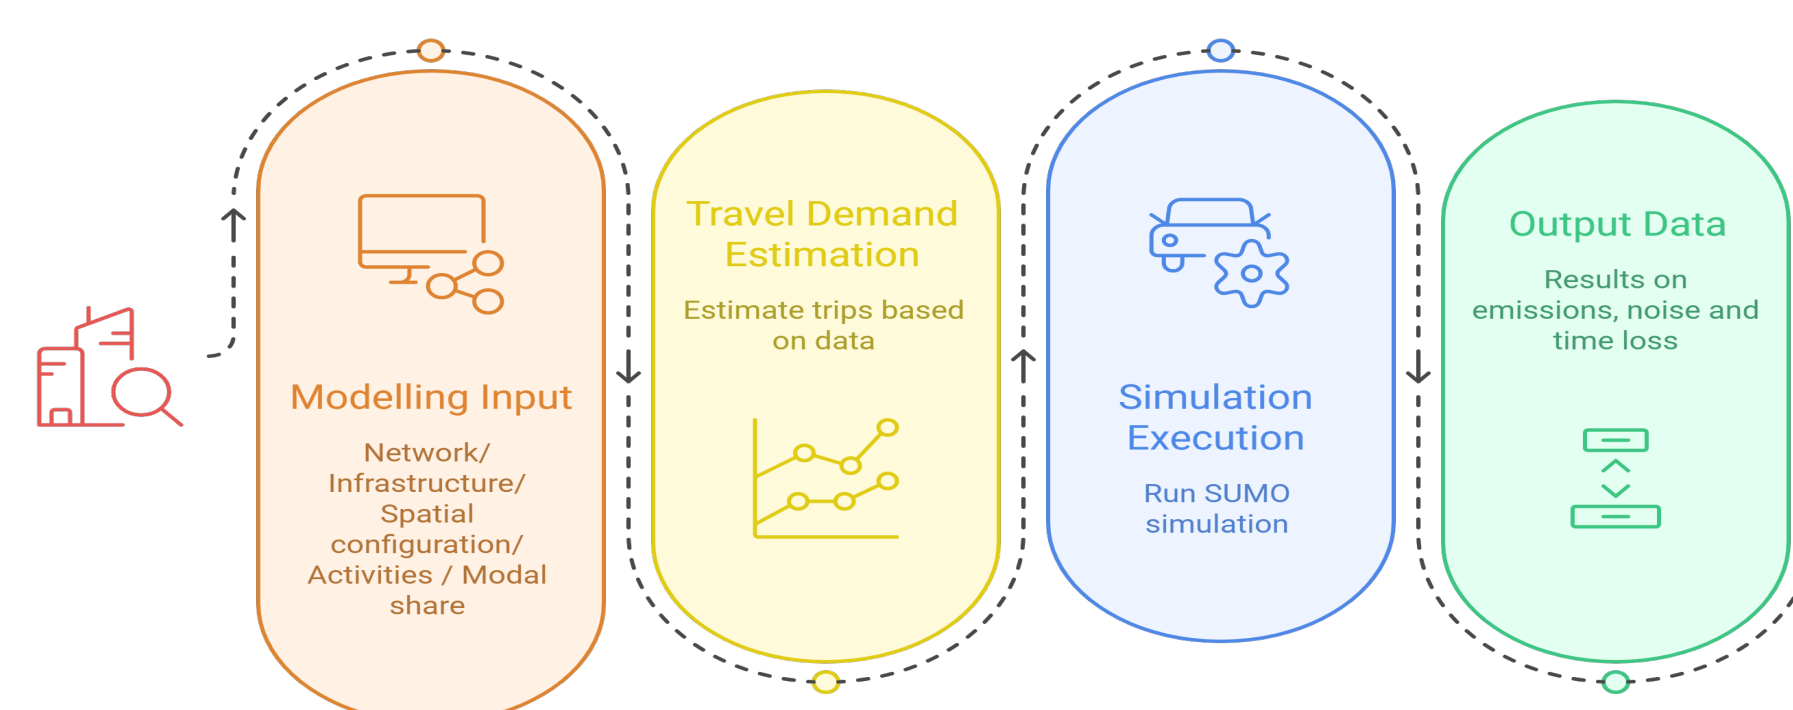 Modelling Input
Network/
Infrastructure/
Spatial
configuration/
Activities / Modal
share
Travel Demand
Estimation
Estimate trips based
on data
Simulation
Execution
Run SUMO
simulation
Output Data
Results on
emissions, noise and
time loss